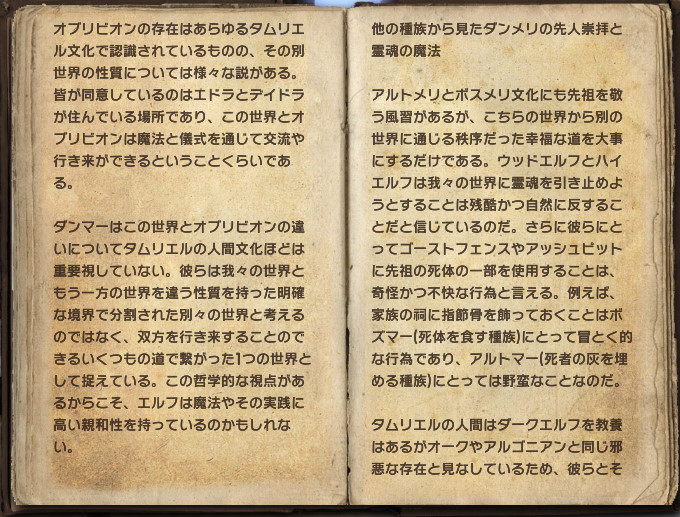 オブリビオンの存在はあらゆるタムリエ
ル文化で認識されているものの、その別
世界の性質については様々な説がある。
皆が同意しているのはエドラとデイドラ
が住んでいる場所であり、この世界とオ
ブリビオンは魔法と儀式を通じて交流や
行き来ができるということくらいであ
る。
ダンマーはこの世界とオブリビオンの違
いについてタムリエルの人間文化ほどは
重要視していない。彼らは我々の世界と
もう一方の世界を違う性質を持った明確
な境界で分割された別々の世界と考える
のではなく、双方を行き来することので
きるいくつもの道で繋がった1つの世界と
して捉えている。この哲学的な視点があ
るからこそ、エルフは魔法やその実践に
高い親和性を持っているのかもしれな
い。
他の種族から見たダンメリの先人崇拝と
霊魂の魔法
アルトメリとボスメリ文化にも先祖を敬
う風習があるが、こちらの世界から別の
世界に通じる秩序だった幸福な道を大事
にするだけである。ウッドエルフとハイ
エルフは我々の世界に霊魂を引き止めよ
うとすることは残酷かつ自然に反するこ
とだと信じているのだ。さらに彼らにと
ってゴーストフェンスやアッシュピット
に先祖の死体の一部を使用することは、
奇怪かつ不快な行為と言える。例えば、
家族の祠に指節骨を飾っておくことはボ
ズマー(死体を食す種族)にとって冒とく的
な行為であり、アルトマー(死者の灰を埋
める種族)にとっては野蛮なことなのだ。
タムリエルの人間はダークエルフを教養
はあるがオークやアルゴニアンと同じ邪
悪な存在と見なしているため、彼らとそ